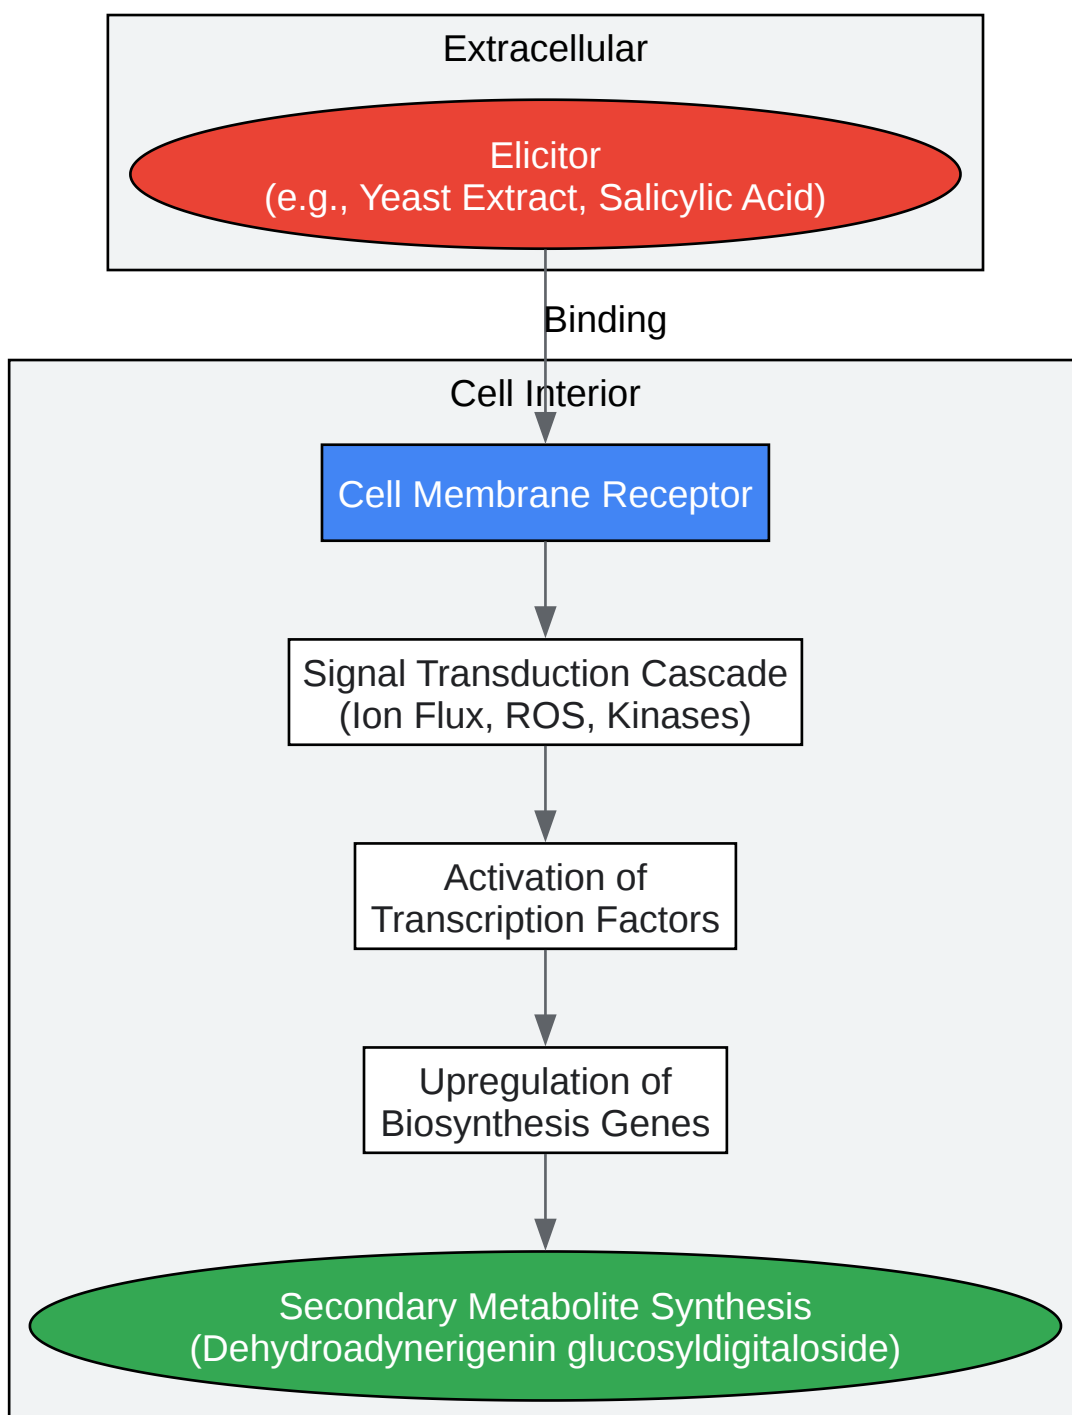 Extracellular
Elicitor
(e.g., Yeast Extract, Salicylic Acid)
Binding
Cell Interior
Cell Membrane Receptor
Signal Transduction Cascade
(Ion Flux, ROS, Kinases)
Activation of
Transcription Factors
Upregulation of
Biosynthesis Genes
Secondary Metabolite Synthesis
(Dehydroadynerigenin glucosyldigitaloside)